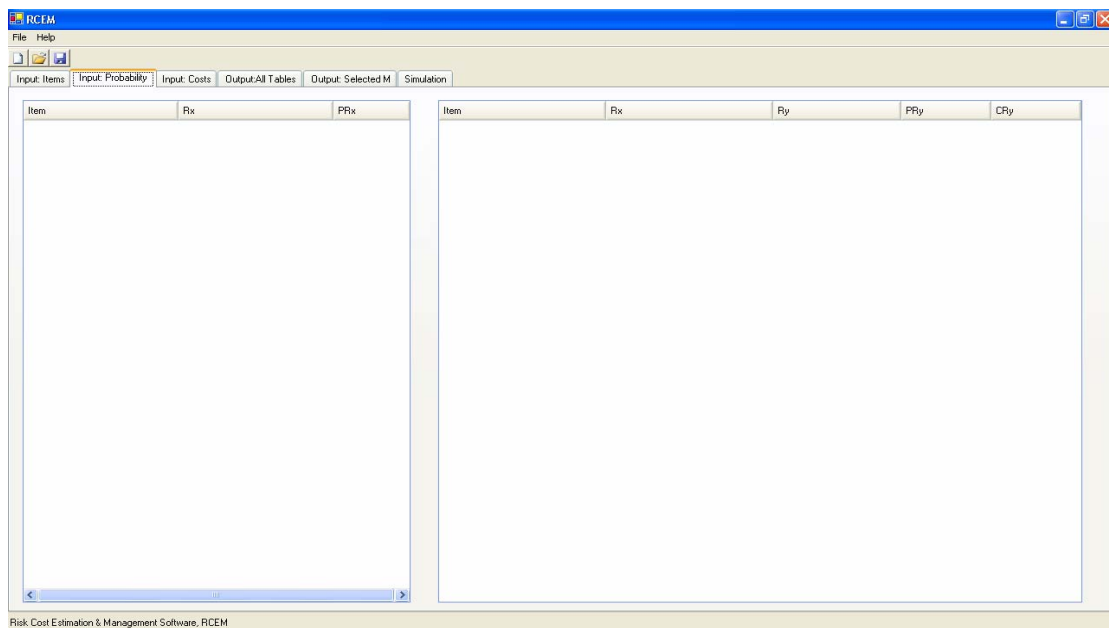 RCEM
File Help
Input: Items Input: Probability Input: Costs Output:All Tables Output: Selected M Simulation
Item Rx PRx Item Rx Ry PRy CRy
Risk Cost Estimation & Management Software, RCEM